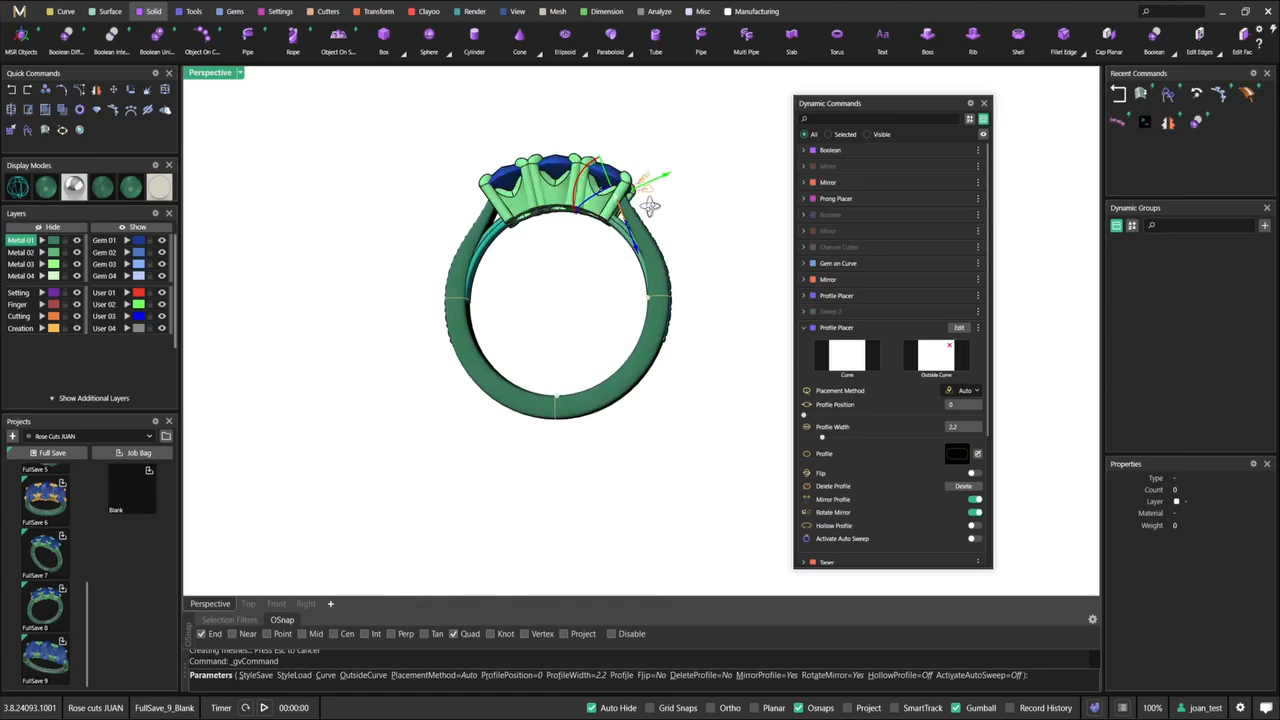 Curve Surface Solid Tools Gems Settings Cutters Transform Clayoo Render View Mesh Dimension Analyze Misc Manufacturing
MSR Objects Boolean Diff... Boolean Inte... Boolean Uni... Object On C... Pipe Rope Object On S... Box Sphere Cylinder Cone Ellipsoid Paraboloid Tube Pipe Multi Pipe Slab Torus Text Boss Rib Shell Fillet Edge Cap Planar Boolean Edit Edges Edit Fac
Quick Commands
Perspective
Recent Commands
Display Modes
Layers
Hide Show
Metal 01 Gem 01
Metal 02 Gem 02
Metal 03 Gem 03
Metal 04 Gem 04
Setting User 01
Finger User 02
Cutting User 03
Creation User 04
Show Additional Layers
Projects
Rose Cuts JUAN
Full Save Job Bag
FullSave 5
Blank
FullSave 6
FullSave 7
FullSave 8
FullSave 9
Dynamic Commands
All Selected Visible
Boolean
Mirror
Mirror
Prong Placer
Boolean
Mirror
Channel Cutter
Gem on Curve
Mirror
Profile Placer
Sweep 2
Profile Placer Edit
Curve Outside Curve
Placement Method Auto
Profile Position 0
Profile Width 2.2
Profile
Flip
Delete Profile Delete
Mirror Profile
Rotate Mirror
Hollow Profile
Activate Auto Sweep
Taper
Dynamic Groups
Properties
Type -
Count 0
Layer -
Material -
Weight 0
Perspective Top Front Right
Selection Filters OSnap
End Near Point Mid Cen Int Perp Tan Quad Knot Vertex Project Disable
OSnap
Creating meshes... Press Esc to cancel
Command: _gvCommand
Parameters ( StyleSave StyleLoad Curve OutsideCurve PlacementMethod=Auto ProfilePosition=0 ProfileWidth=2.2 Profile Flip=No DeleteProfile=No MirrorProfile=Yes RotateMirror=Yes HollowProfile=Off ActivateAutoSweep=Off ):
3.8.24093.1001 Rose cuts JUAN FullSave_9_Blank Timer 00:00:00 Auto Hide Grid Snaps Ortho Planar Osnaps Project SmartTrack Gumball Record History 100% joan_test